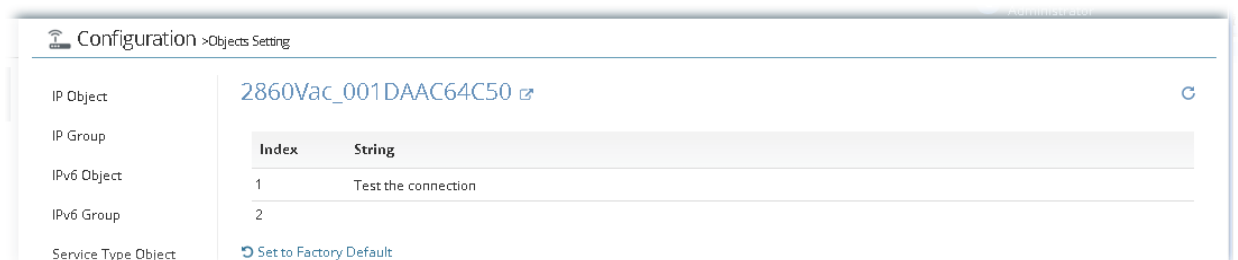 Administrator
Configuration >Objects Setting
IP Object
IP Group
IPv6 Object
IPv6 Group
Service Type Object
2860Vac_001DAAC64C50
Index String
1 Test the connection
2
Set to Factory Default